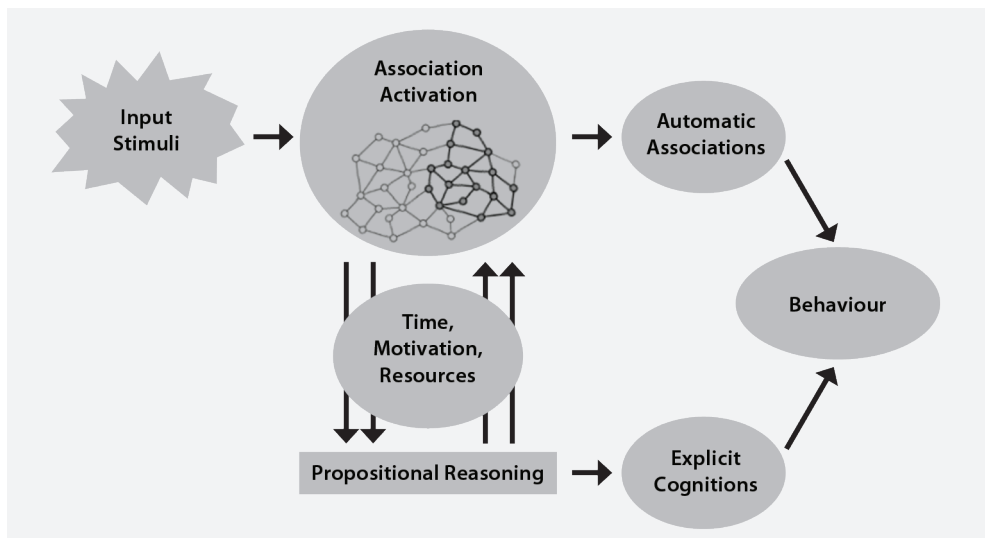 Input
Stimuli
Association
Activation
Automatic
Associations
Time,
Motivation,
Resources
Behaviour
Propositional Reasoning
Explicit
Cognitions